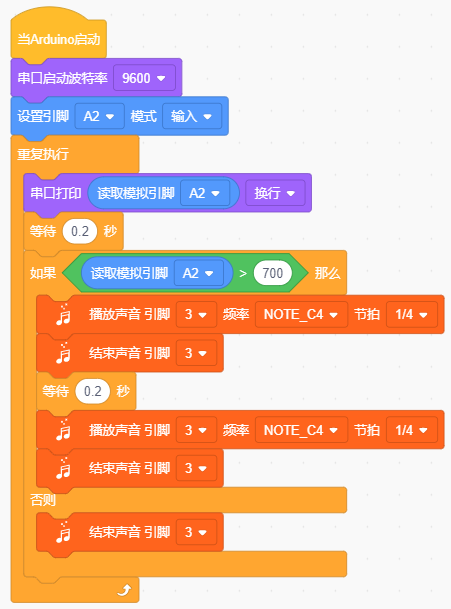 当Arduino启动
串口启动波特率 9600
设置引脚 A2 模式 输入
重复执行
串口打印 读取模拟引脚 A2 换行
等待 0.2 秒
如果 读取模拟引脚 A2 > 700 那么
播放声音 引脚 3 频率 NOTE_C4 节拍 1/4
结束声音 引脚 3
等待 0.2 秒
播放声音 引脚 3 频率 NOTE_C4 节拍 1/4
结束声音 引脚 3
否则
结束声音 引脚 3